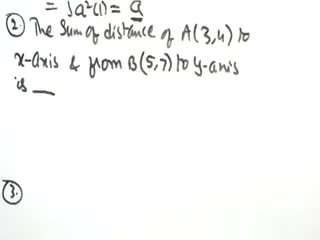 = √a²(1) = a
② The Sum of distance of A(3,4) to
x-axis & from B(5,7) to y-axis
is __
③.